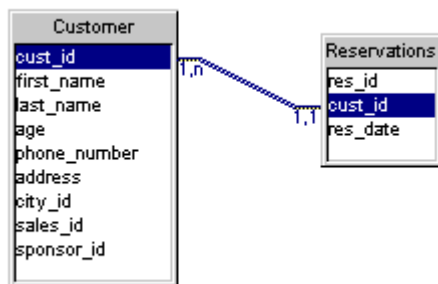 Customer
cust_id
first_name
last_name
age
phone_number
address
city_id
sales_id
sponsor_id
1,n
1,1
Reservations
res_id
cust_id
res_date